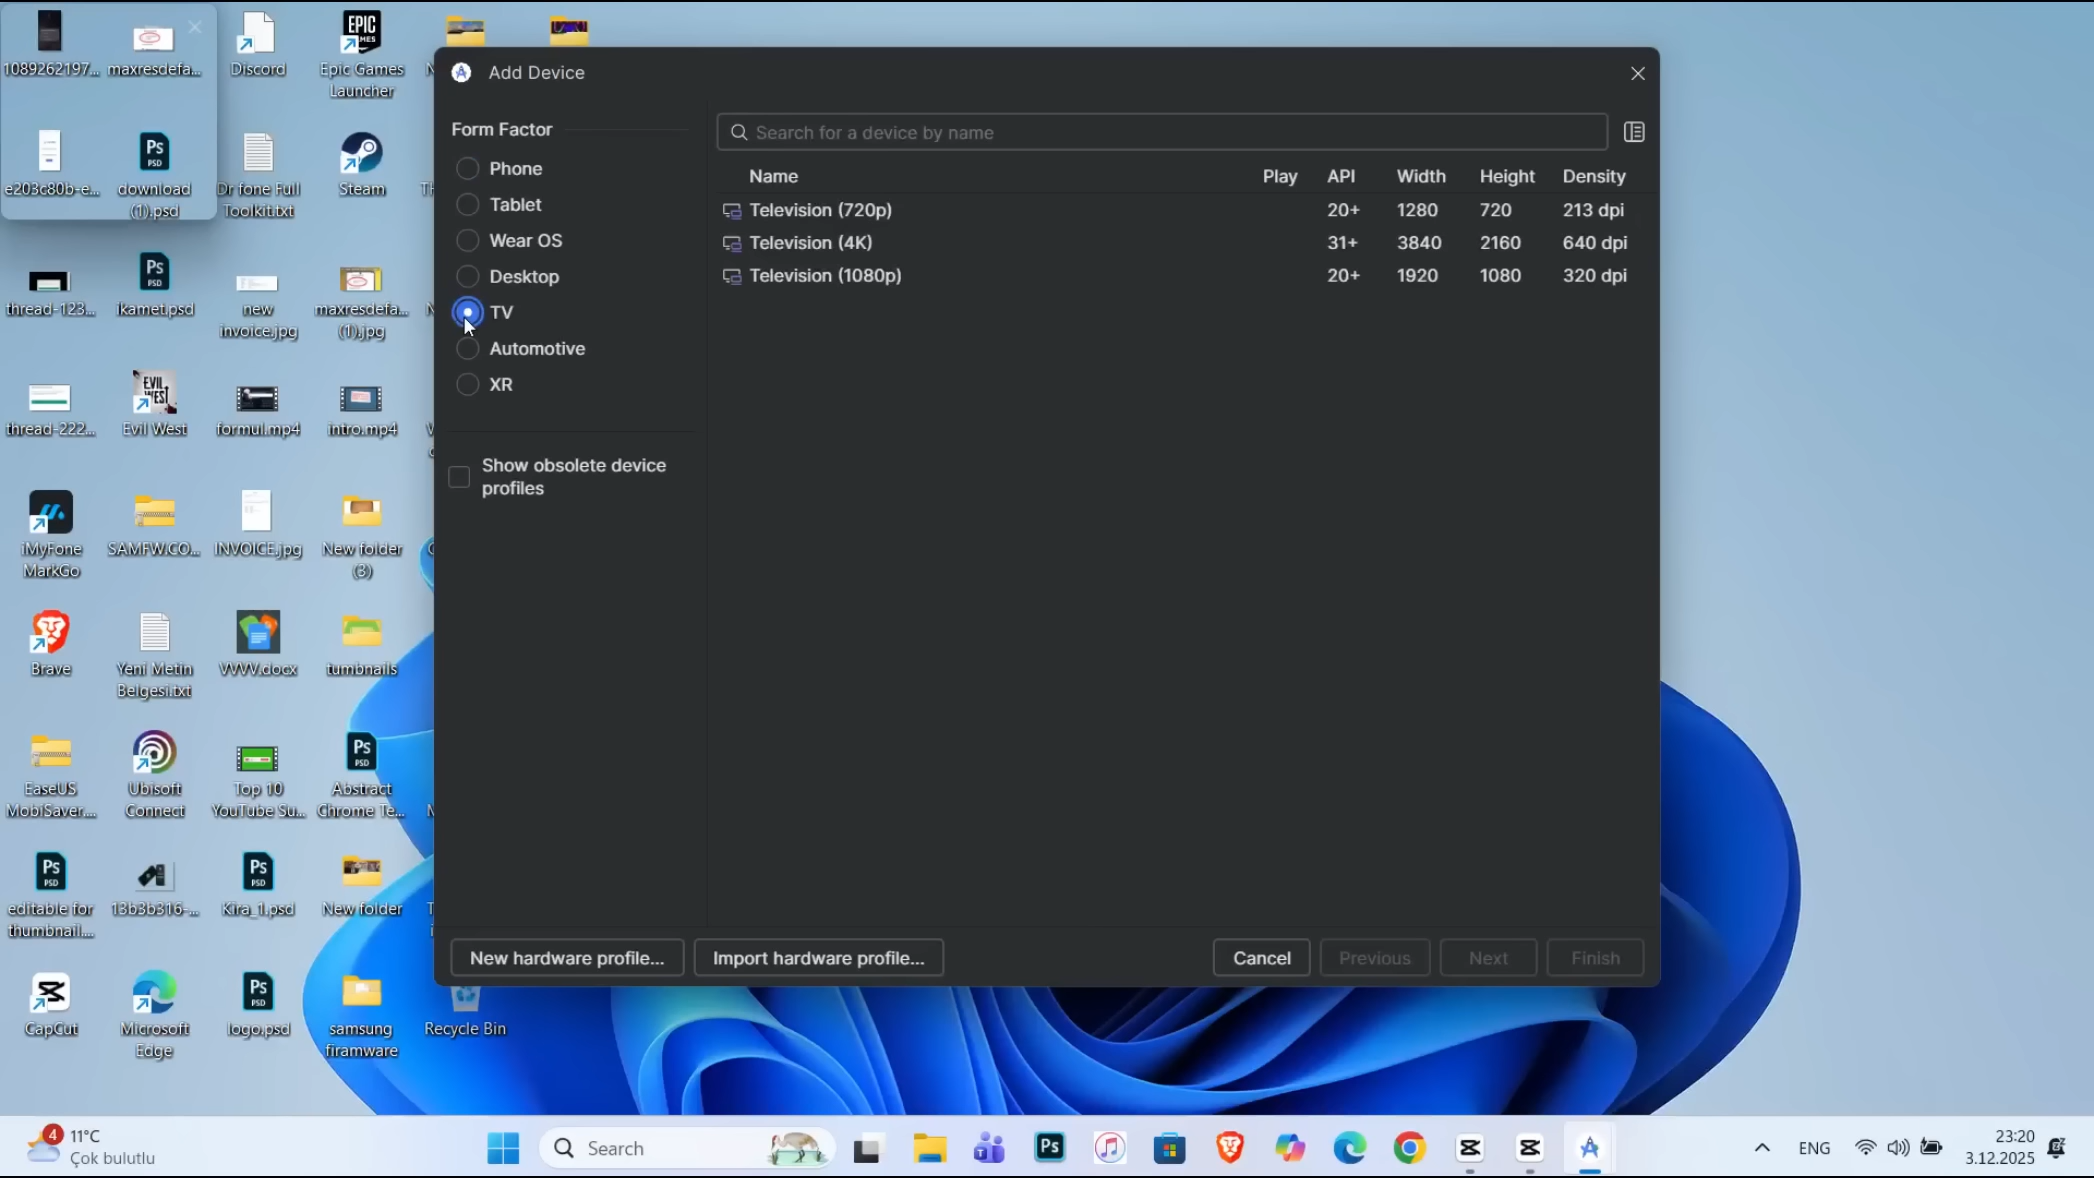 1089262197...
maxresdefa...
Discord
Epic Games
Launcher
e203c80b-e...
download
(1).psd
Dr fone Full
Toolkit.txt
Steam
thread-123...
ikamet.psd
new
invoice.jpg
maxresdefa...
(1).jpg
thread-222...
Evil West
formul.mp4
intro.mp4
iMyFone
MarkGo
SAMFW.CO...
INVOICE.jpg
New folder
(3)
Brave
Yeni Metin
Belgesi.txt
VVVV.docx
tumbnails
EaseUS
MobiSaver....
Ubisoft
Connect
Top 10
YouTube Su...
Abstract
Chrome Te...
editable for
thumbnail....
13b3b316-...
Kira_1.psd
New folder
CapCut
Microsoft
Edge
logo.psd
samsung
firamware
Recycle Bin
Add Device
Form Factor
Phone
Tablet
Wear OS
Desktop
TV
Automotive
XR
Show obsolete device
profiles
Search for a device by name
Name Play API Width Height Density
Television (720p) 20+ 1280 720 213 dpi
Television (4K) 31+ 3840 2160 640 dpi
Television (1080p) 20+ 1920 1080 320 dpi
New hardware profile... Import hardware profile... Cancel Previous Next Finish
4
11°C
Çok bulutlu
Search
ENG
23:20
3.12.2025